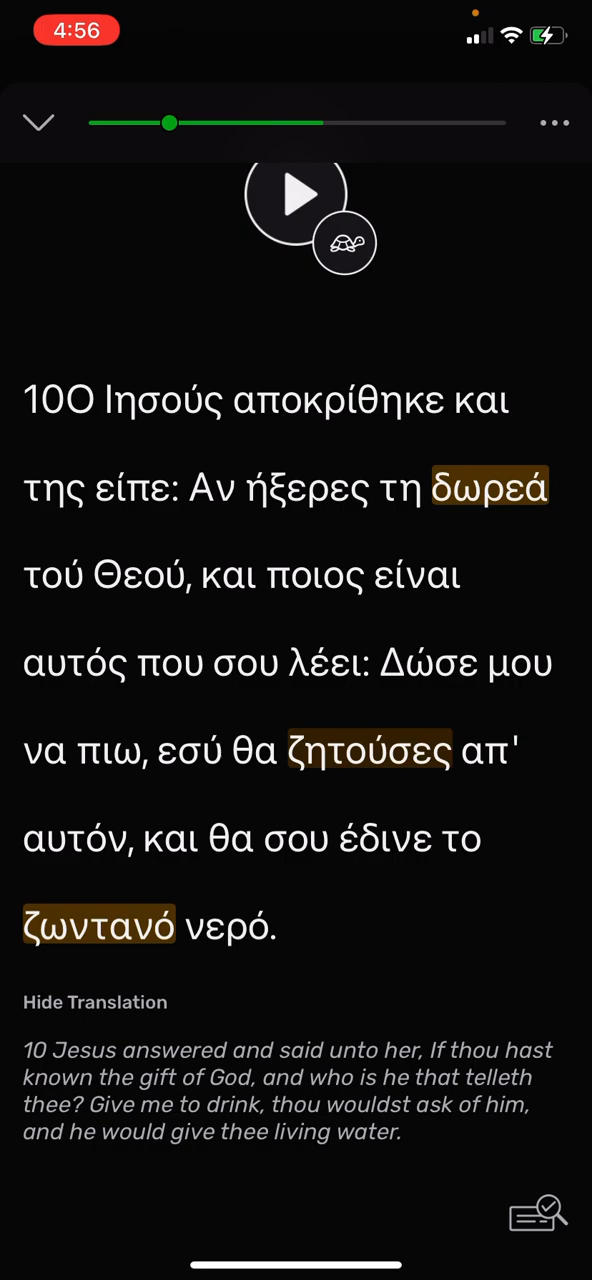 4:56
10Ο Ιησούς αποκρίθηκε και
της είπε: Αν ήξερες τη δωρεά
τού Θεού, και ποιος είναι
αυτός που σου λέει: Δώσε μου
να πιω, εσύ θα ζητούσες απ'
αυτόν, και θα σου έδινε το
ζωντανό νερό.
Hide Translation
10 Jesus answered and said unto her, If thou hast
known the gift of God, and who is he that telleth
thee? Give me to drink, thou wouldst ask of him,
and he would give thee living water.